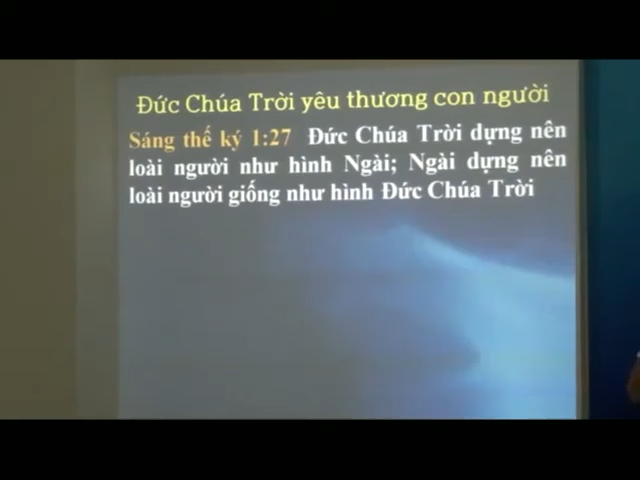 Đức Chúa Trời yêu thương con người
Sáng thế ký 1:27 Đức Chúa Trời dựng nên
loài người như hình Ngài; Ngài dựng nên
loài người giống như hình Đức Chúa Trời